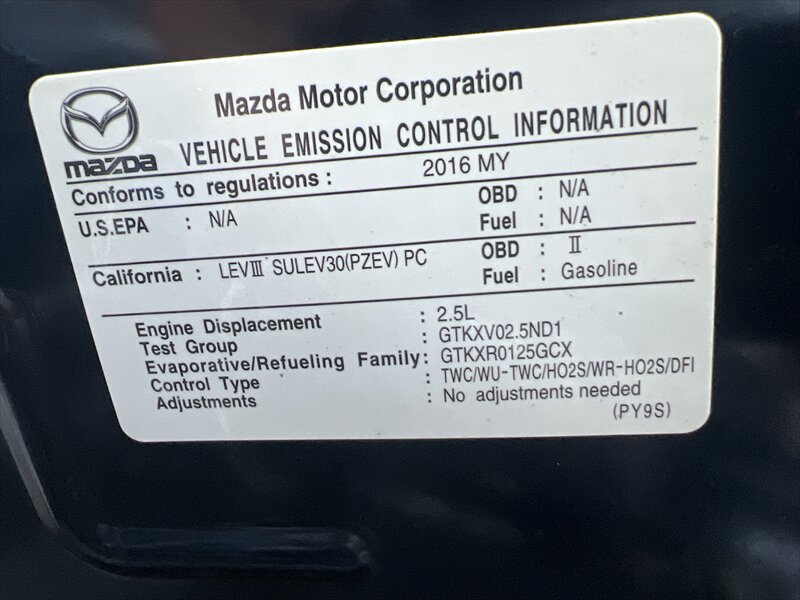 Mazda Motor Corporation
mazda VEHICLE EMISSION CONTROL INFORMATION
Conforms to regulations : 2016 MY
U.S.EPA : N/A OBD : N/A
Fuel : N/A
California : LEVⅢ SULEV30(PZEV) PC OBD : Ⅱ
Fuel : Gasoline
Engine Displacement : 2.5L
Test Group : GTKXV02.5ND1
Evaporative/Refueling Family: GTKXR0125GCX
Control Type : TWC/WU-TWC/HO2S/WR-HO2S/DFI
Adjustments : No adjustments needed
(PY9S)